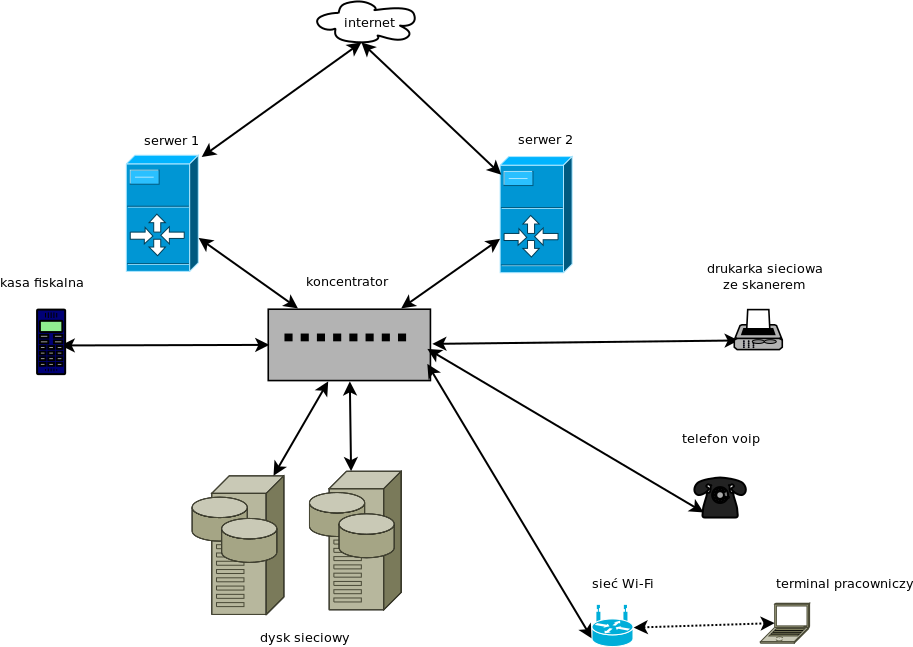 internet
serwer 1
serwer 2
koncentrator
kasa fiskalna
drukarka sieciowa
ze skanerem
telefon voip
sieć Wi-Fi
terminal pracowniczy
dysk sieciowy